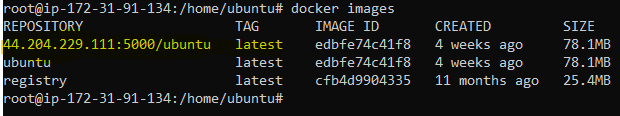 root@ip-172-31-91-134:/home/ubuntu# docker images
REPOSITORY TAG IMAGE ID CREATED SIZE
44.204.229.111:5000/ubuntu latest edbfe74c41f8 4 weeks ago 78.1MB
ubuntu latest edbfe74c41f8 4 weeks ago 78.1MB
registry latest cfb4d9904335 11 months ago 25.4MB
root@ip-172-31-91-134:/home/ubuntu#